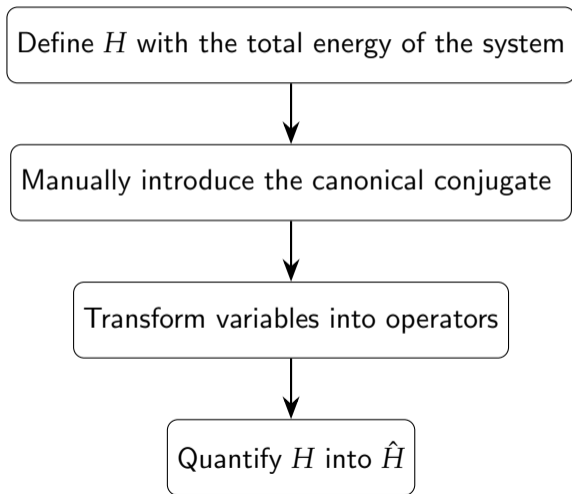 Define H with the total energy of the system
Manually introduce the canonical conjugate
Transform variables into operators
Quantify H into Ĥ